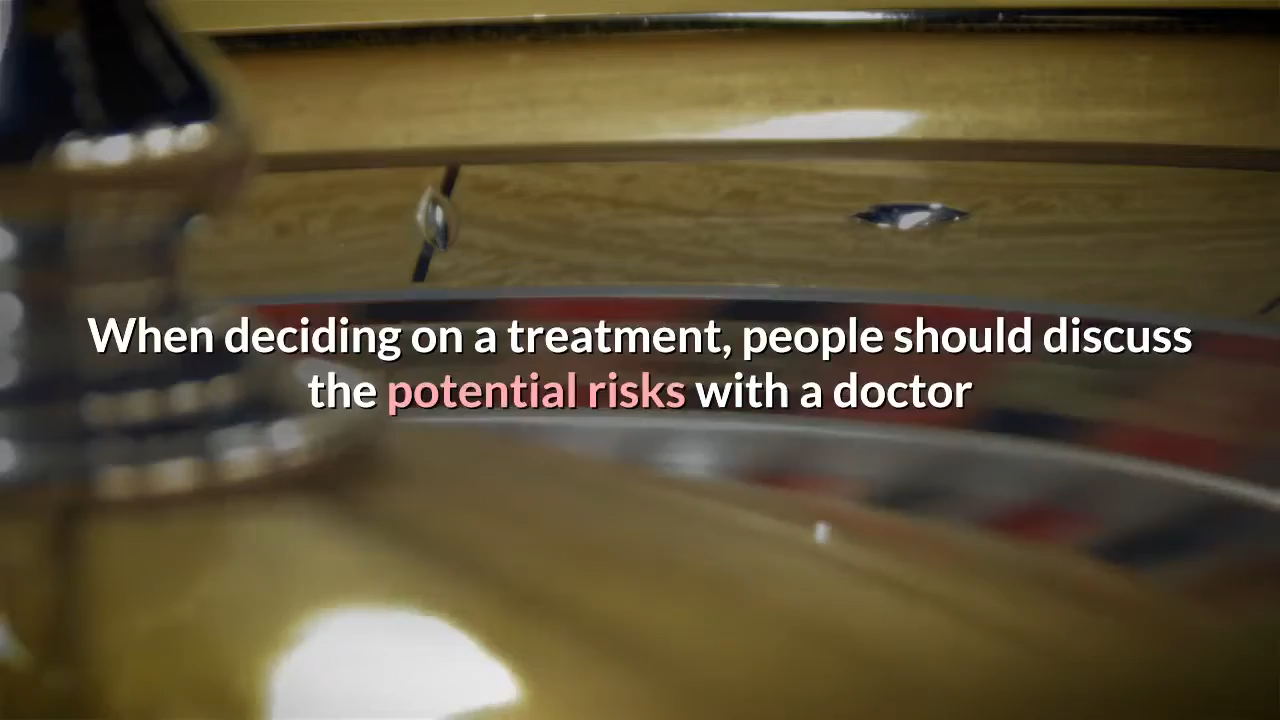 When deciding on a treatment, people should discuss
the potential risks with a doctor